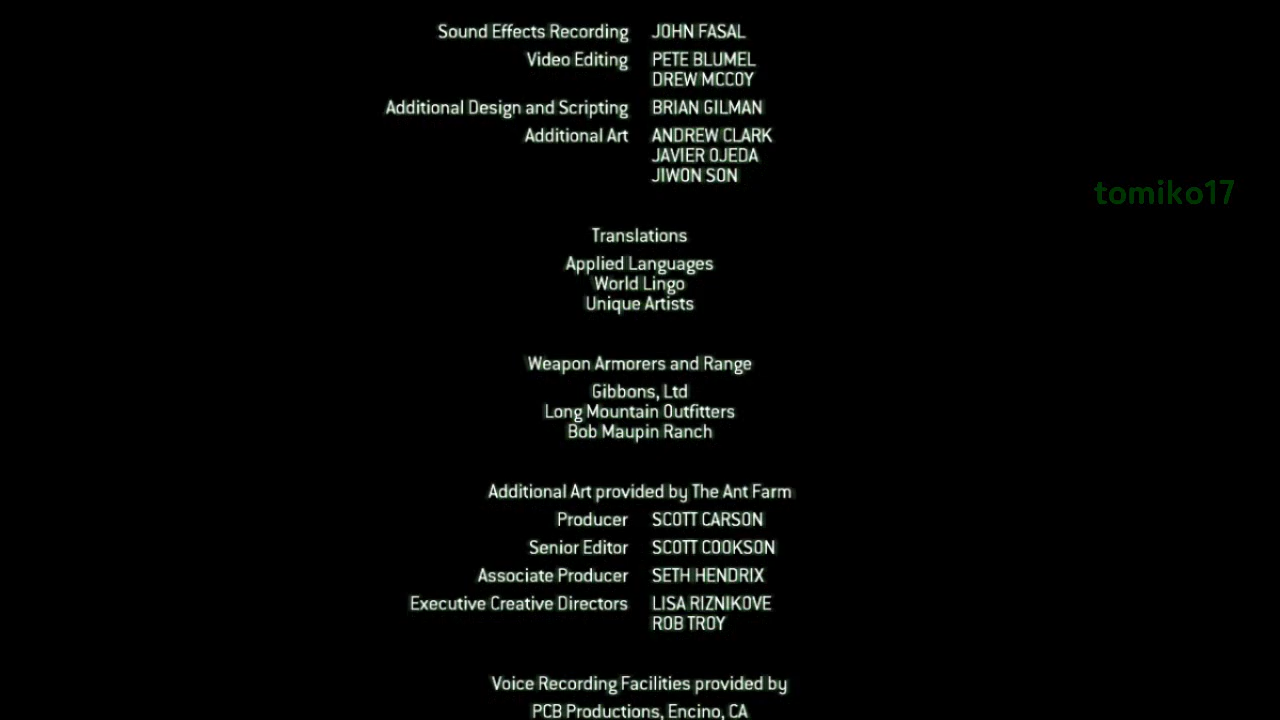 Sound Effects Recording JOHN FASAL
Video Editing PETE BLUMEL
DREW MCCOY
Additional Design and Scripting BRIAN GILMAN
Additional Art ANDREW CLARK
JAVIER OJEDA
JIWON SON
tomiko17
Translations
Applied Languages
World Lingo
Unique Artists
Weapon Armorers and Range
Gibbons, Ltd
Long Mountain Outfitters
Bob Maupin Ranch
Additional Art provided by The Ant Farm
Producer SCOTT CARSON
Senior Editor SCOTT COOKSON
Associate Producer SETH HENDRIX
Executive Creative Directors LISA RIZNIKOVE
ROB TROY
Voice Recording Facilities provided by
PCB Productions, Encino, CA